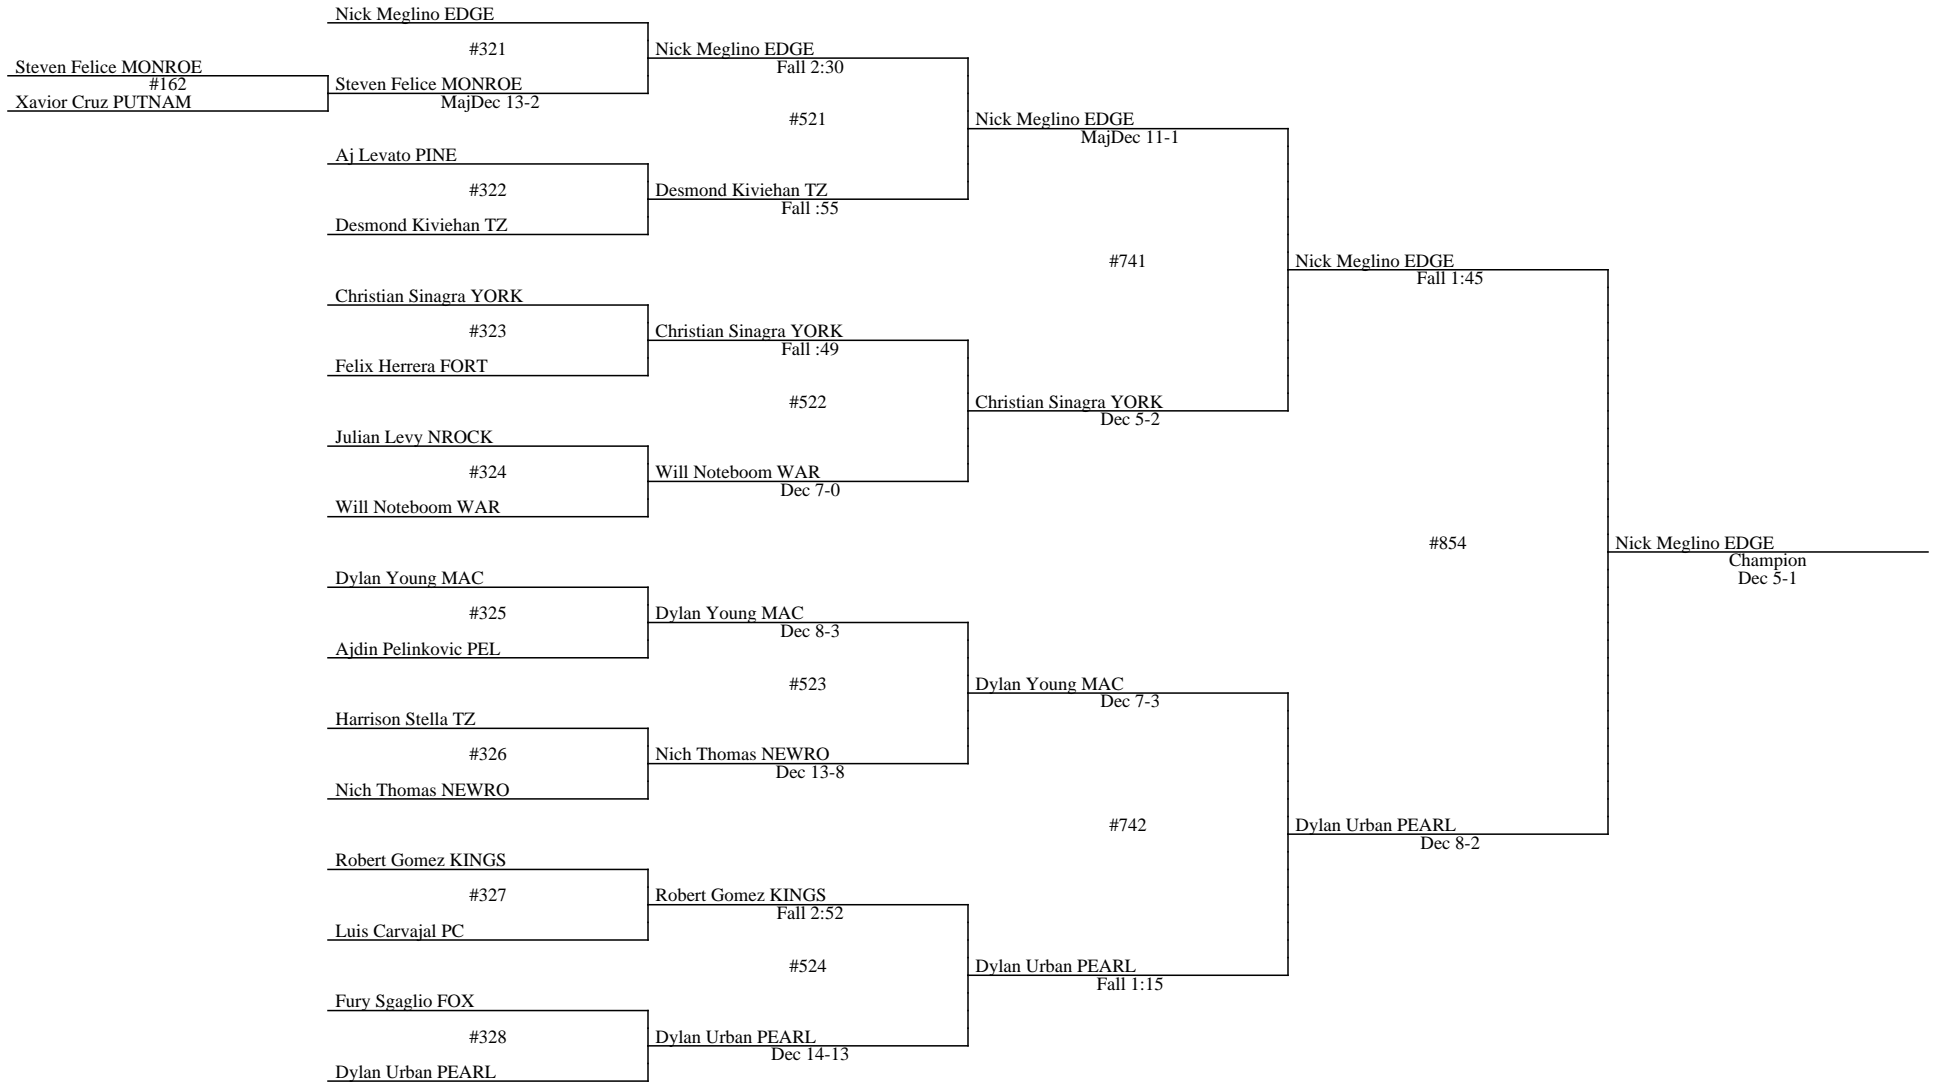 Nick Meglino EDGE
#321
Nick Meglino EDGE
Fall 2:30
Steven Felice MONROE
#162
Xavior Cruz PUTNAM
Steven Felice MONROE
MajDec 13-2
#521
Nick Meglino EDGE
MajDec 11-1
Aj Levato PINE
#322
Desmond Kiviehan TZ
Fall :55
Desmond Kiviehan TZ
#741
Nick Meglino EDGE
Fall 1:45
Christian Sinagra YORK
#323
Christian Sinagra YORK
Fall :49
Felix Herrera FORT
#522
Christian Sinagra YORK
Dec 5-2
Julian Levy NROCK
#324
Will Noteboom WAR
Dec 7-0
Will Noteboom WAR
#854
Nick Meglino EDGE
Champion
Dec 5-1
Dylan Young MAC
#325
Dylan Young MAC
Dec 8-3
Ajdin Pelinkovic PEL
#523
Dylan Young MAC
Dec 7-3
Harrison Stella TZ
#326
Nich Thomas NEWRO
Dec 13-8
Nich Thomas NEWRO
#742
Dylan Urban PEARL
Dec 8-2
Robert Gomez KINGS
#327
Robert Gomez KINGS
Fall 2:52
Luis Carvajal PC
#524
Dylan Urban PEARL
Fall 1:15
Fury Sgaglio FOX
#328
Dylan Urban PEARL
Dec 14-13
Dylan Urban PEARL